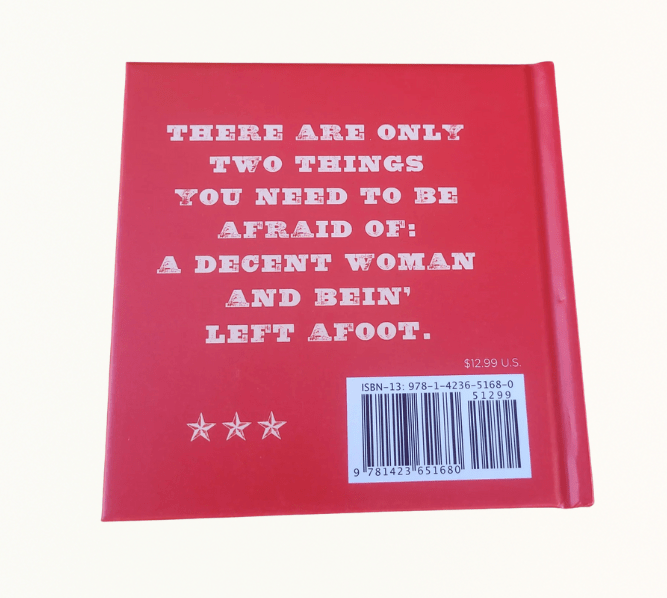 THERE ARE ONLY
TWO THINGS
YOU NEED TO BE
AFRAID OF:
A DECENT WOMAN
AND BEIN'
LEFT AFOOT.
$12.99 U.S.
ISBN-13: 978-1-4236-5168-0
51299
9 781423 651680